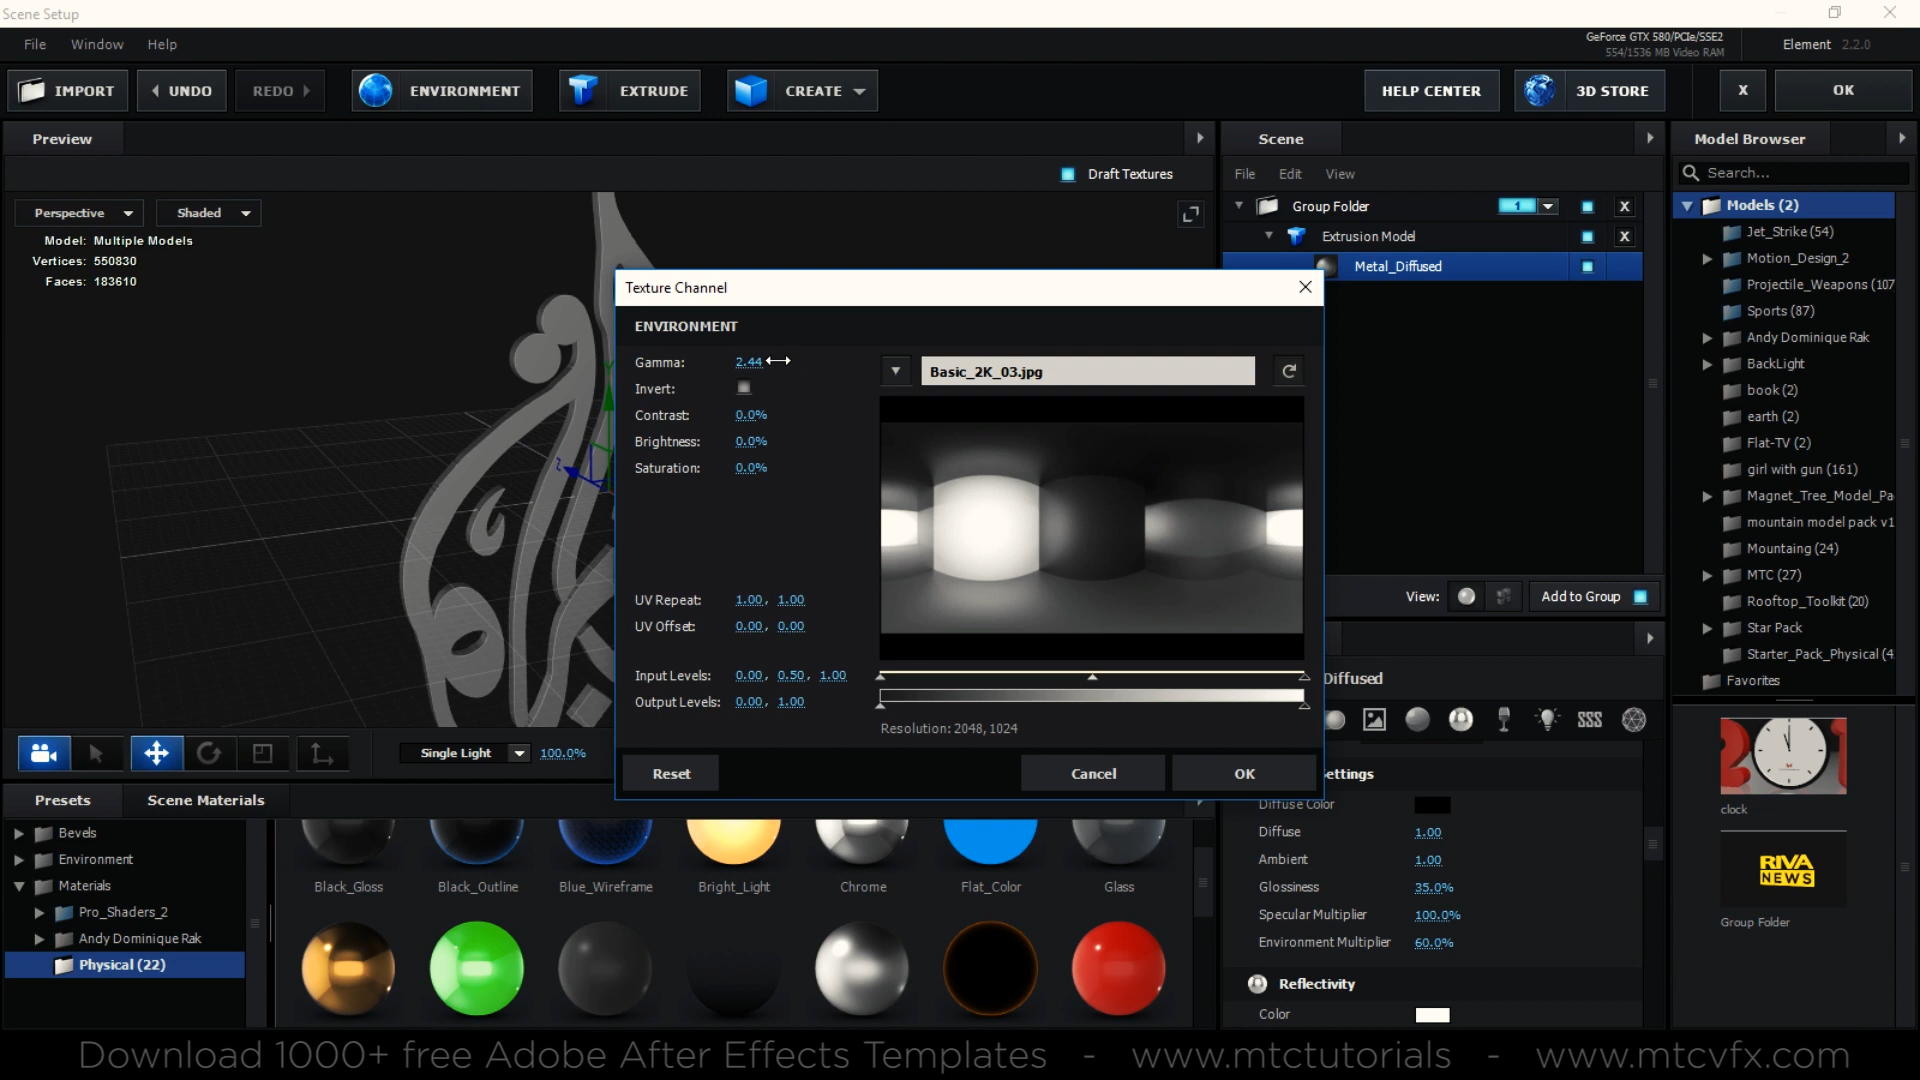 Scene Setup
File Window Help
GeForce GTX 580/PCIe/SSE2
554/1536 MB Video RAM
Element 2.2.0
IMPORT UNDO REDO ENVIRONMENT EXTRUDE CREATE HELP CENTER 3D STORE X OK
Preview
Draft Textures
Perspective Shaded
Model: Multiple Models
Vertices: 550830
Faces: 183610
Scene
File Edit View
Group Folder 1 X
Extrusion Model X
Metal_Diffused
Model Browser
Search...
Models (2)
Jet_Strike (54)
Motion_Design_2
Projectile_Weapons (107
Sports (87)
Andy Dominique Rak
BackLight
book (2)
earth (2)
Flat-TV (2)
girl with gun (161)
Magnet_Tree_Model_Pa
mountain model pack v1
Mountaing (24)
MTC (27)
Rooftop_Toolkit (20)
Star Pack
Starter_Pack_Physical (4
Favorites
Texture Channel
ENVIRONMENT
Gamma: 2.44
Invert:
Contrast: 0.0%
Brightness: 0.0%
Saturation: 0.0%
UV Repeat: 1.00, 1.00
UV Offset: 0.00, 0.00
Input Levels: 0.00, 0.50, 1.00
Output Levels: 0.00, 1.00
Basic_2K_03.jpg
Resolution: 2048, 1024
Reset Cancel OK
View: Add to Group
Diffused
SSS
ettings
Diffuse Color
Diffuse 1.00
Ambient 1.00
Glossiness 35.0%
Specular Multiplier 100.0%
Environment Multiplier 60.0%
Reflectivity
Color
clock
RIVA
NEWS
Group Folder
Single Light 100.0%
Presets Scene Materials
Bevels
Environment
Materials
Pro_Shaders_2
Andy Dominique Rak
Physical (22)
Black_Gloss Black_Outline Blue_Wireframe Bright_Light Chrome Flat_Color Glass
Download 1000+ free Adobe After Effects Templates - www.mtctutorials - www.mtcvfx.com